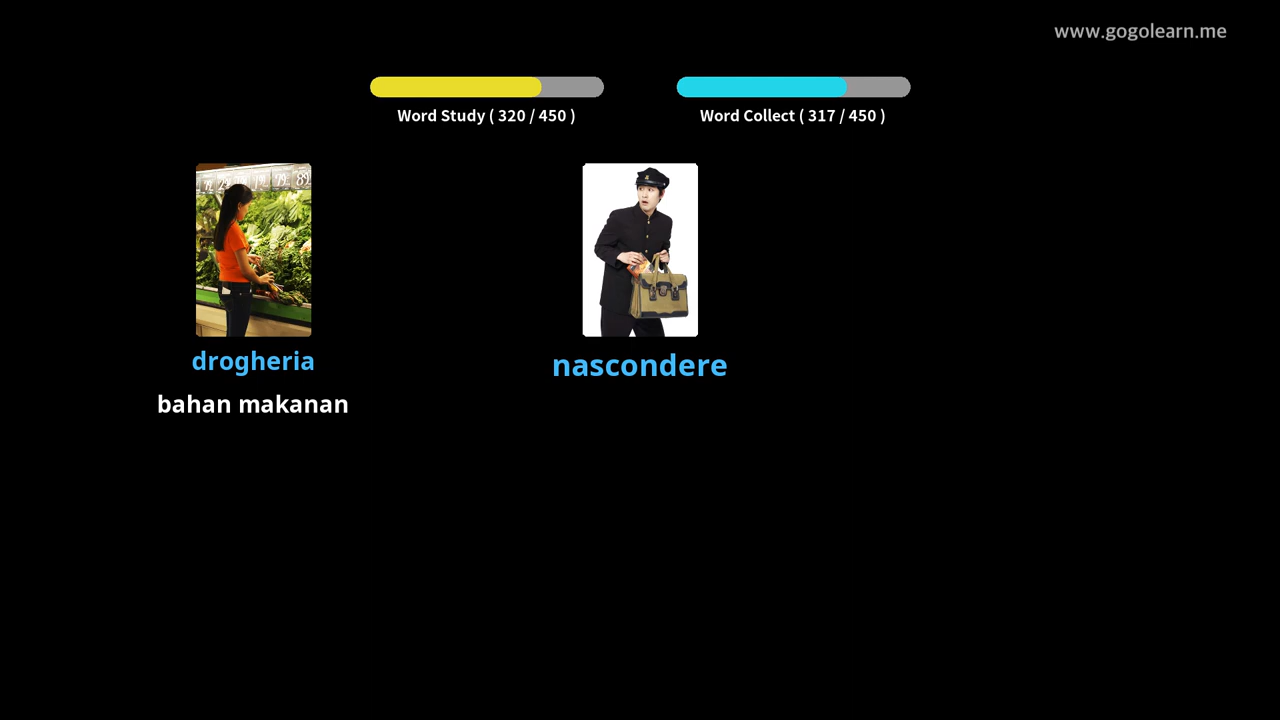 www.gogolearn.me
Word Study ( 320 / 450 )
Word Collect ( 317 / 450 )
drogheria
nascondere
bahan makanan